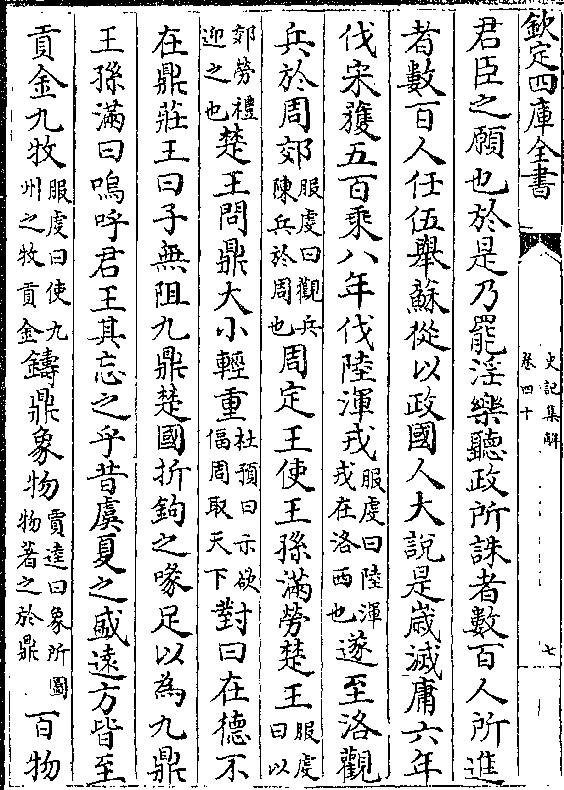 欽定四庫全書
史記集解
卷四十
七
君臣之願也於是乃罷淫樂聽政所誅者數百人所進
者數百人任伍舉蘇從以政國人大說是歲滅庸六年
伐宋獲五百乘八年伐陸渾戎服虔曰陸渾戎在洛西也遂至洛觀
兵於周郊服虔曰觀兵陳兵於周也周定王使王孫滿勞楚王服虔曰以
郊勞禮迎之也楚王問鼎大小輕重杜預曰示欲偪周取天下對曰在德不
在鼎莊王曰子無阻九鼎楚國折鉤之喙足以為九鼎
王孫滿曰嗚呼君王其忘之乎昔虞夏之盛遠方皆至
貢金九牧服虔曰使九州之牧貢金鑄鼎象物賈逵曰象所圖物著之於鼎百物